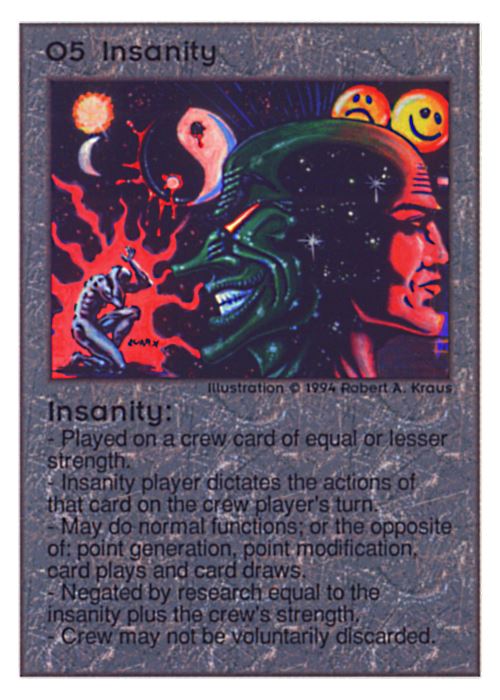 05 Insanity
Illustration © 1994 Robert A. Kraus
Insanity:
- Played on a crew card of equal or lesser
strength.
- Insanity player dictates the actions of
that card on the crew player's turn.
- May do normal functions; or the opposite
of: point generation, point modification,
card plays and card draws.
- Negated by research equal to the
insanity plus the crew's strength.
- Crew may not be voluntarily discarded.